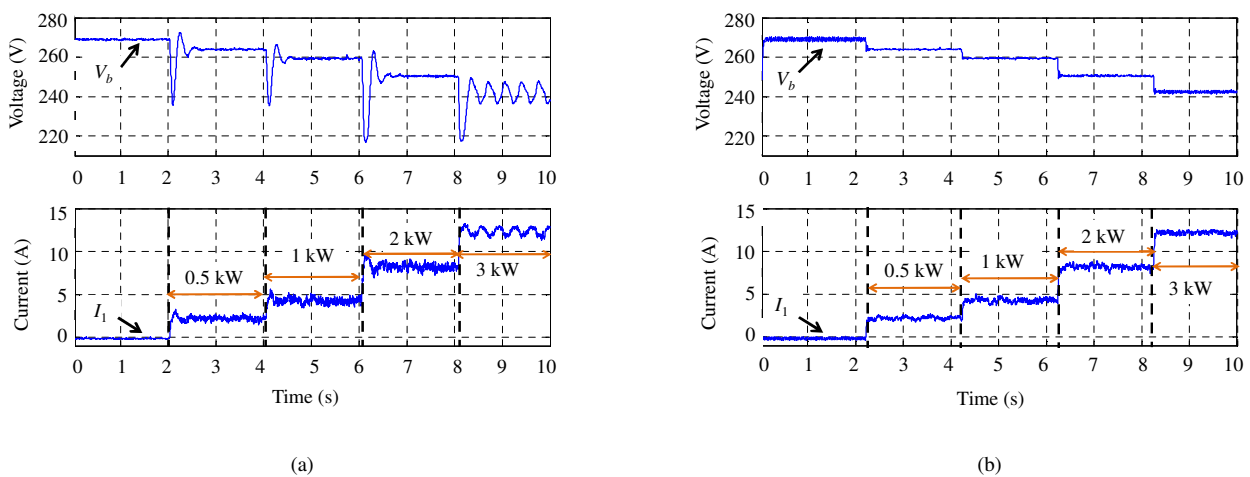 280
260
240
220
Voltage (V)
V_b
0 1 2 3 4 5 6 7 8 9 10
15
10
5
0
Current (A)
I_1
0.5 kW
1 kW
2 kW
3 kW
0 1 2 3 4 5 6 7 8 9 10
Time (s)
(a)
280
260
240
220
Voltage (V)
V_b
0 1 2 3 4 5 6 7 8 9 10
15
10
5
0
Current (A)
I_1
0.5 kW
1 kW
2 kW
3 kW
0 1 2 3 4 5 6 7 8 9 10
Time (s)
(b)